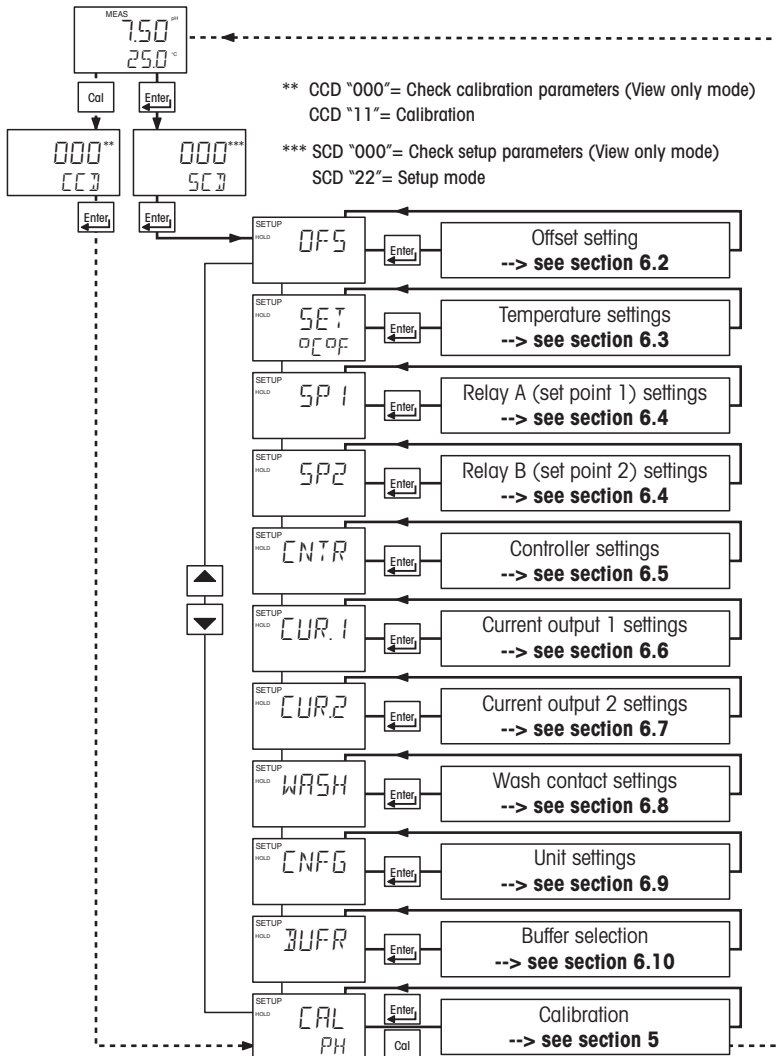 MEAS
7.50 pH
25.0 °C
Cal
Enter
** CCD "000"= Check calibration parameters (View only mode)
CCD "11"= Calibration
000**
CCD
000***
SCD
*** SCD "000"= Check setup parameters (View only mode)
SCD "22"= Setup mode
Enter
Enter
SETUP
HOLD
OFS
Enter
Offset setting
--> see section 6.2
SETUP
HOLD
SET
°C°F
Enter
Temperature settings
--> see section 6.3
SETUP
HOLD
SP1
Enter
Relay A (set point 1) settings
--> see section 6.4
SETUP
HOLD
SP2
Enter
Relay B (set point 2) settings
--> see section 6.4
SETUP
HOLD
CNTR
Enter
Controller settings
--> see section 6.5
SETUP
HOLD
CUR.1
Enter
Current output 1 settings
--> see section 6.6
SETUP
HOLD
CUR.2
Enter
Current output 2 settings
--> see section 6.7
SETUP
HOLD
WASH
Enter
Wash contact settings
--> see section 6.8
SETUP
HOLD
CNFG
Enter
Unit settings
--> see section 6.9
SETUP
HOLD
BUFR
Enter
Buffer selection
--> see section 6.10
SETUP
HOLD
CAL
PH
Enter
Cal
Calibration
--> see section 5